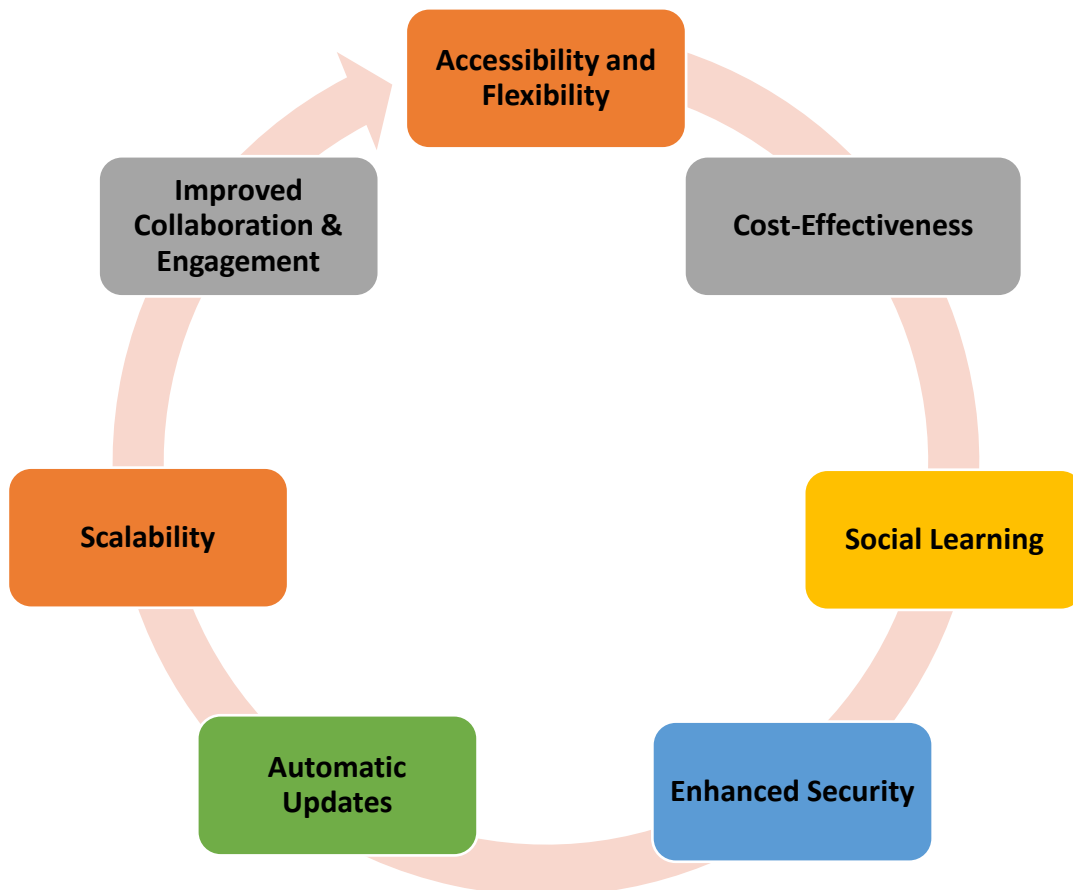 Accessibility and
Flexibility
Cost-Effectiveness
Social Learning
Enhanced Security
Automatic
Updates
Scalability
Improved
Collaboration &
Engagement